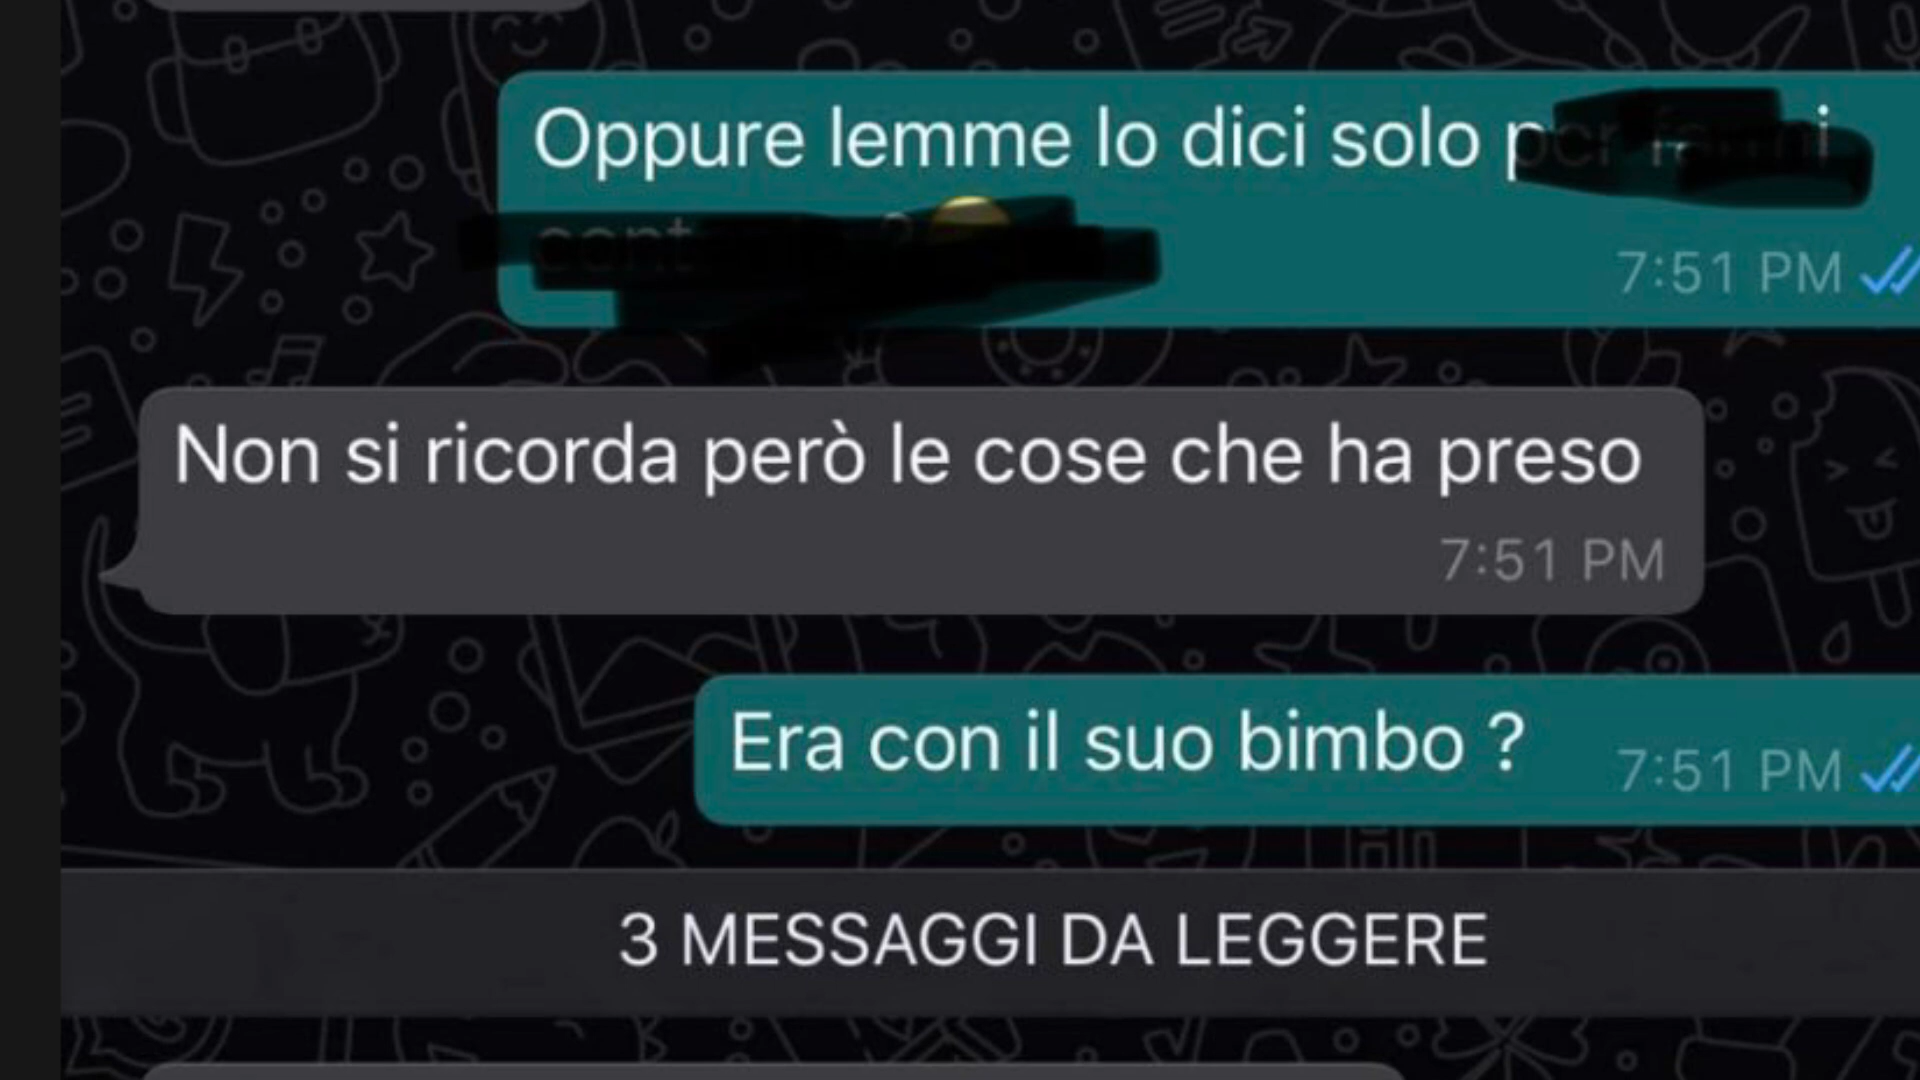 Oppure lemme lo dici solo
7:51 PM
Non si ricorda però le cose che ha preso
7:51 PM
Era con il suo bimbo ?
7:51 PM
3 MESSAGGI DA LEGGERE